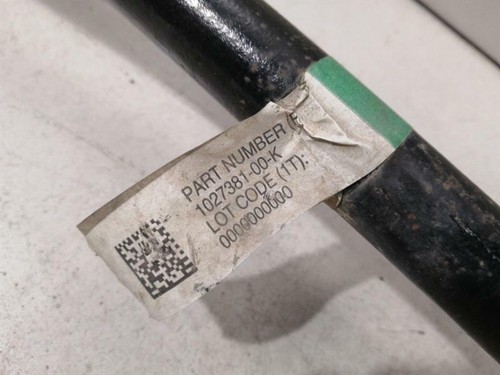 PART NUMBER (P
1027381-00-K
LOT CODE (1T):
0000000000